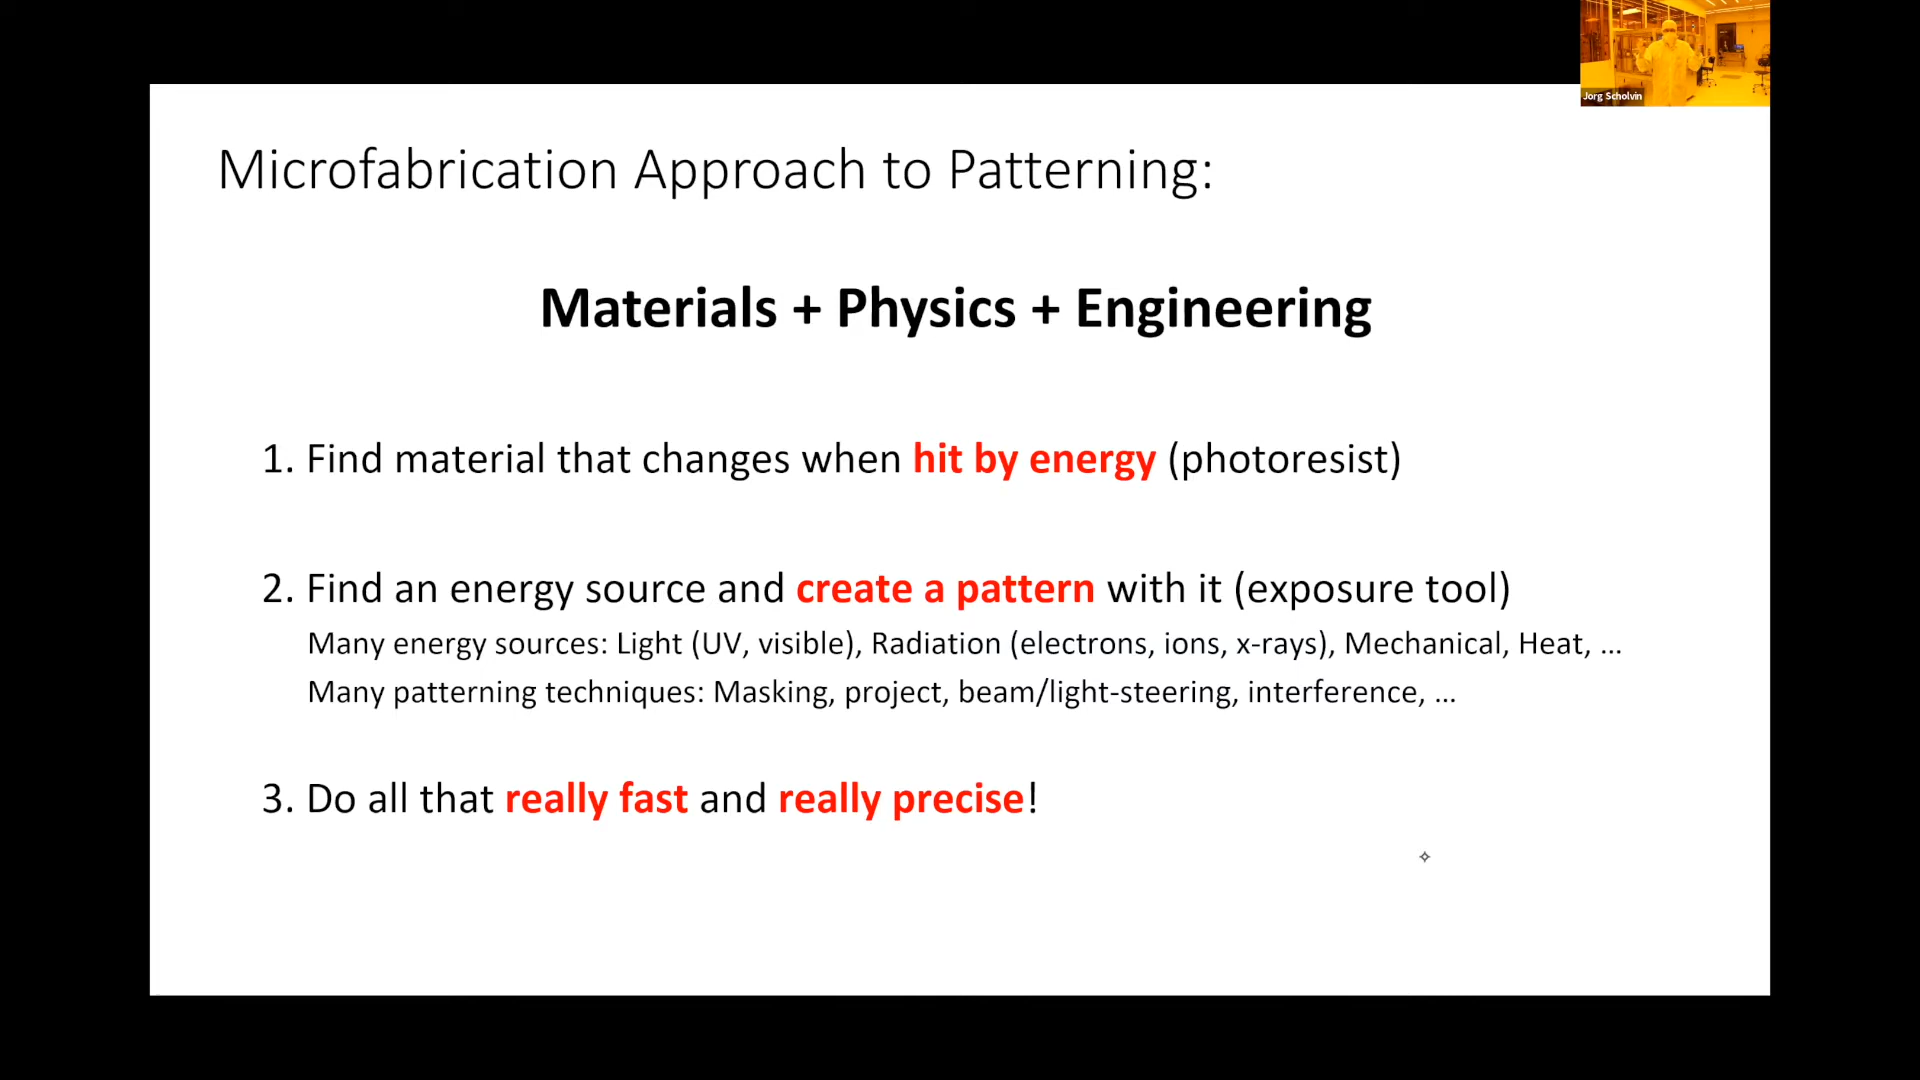 Jorg Scholvin
Microfabrication Approach to Patterning:
Materials + Physics + Engineering
1. Find material that changes when hit by energy (photoresist)
2. Find an energy source and create a pattern with it (exposure tool)
Many energy sources: Light (UV, visible), Radiation (electrons, ions, x-rays), Mechanical, Heat, ...
Many patterning techniques: Masking, project, beam/light-steering, interference, ...
3. Do all that really fast and really precise!